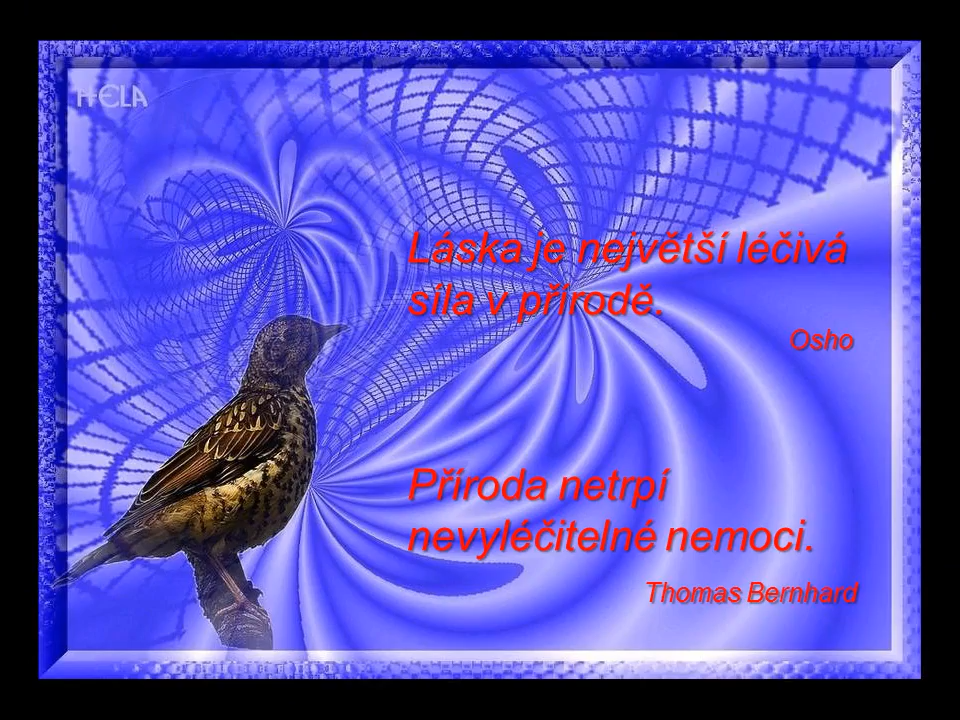 HELA
Láska je největší léčivá
síla v přírodě.
Osho
Příroda netrpí
nevyléčitelné nemoci.
Thomas Bernhard